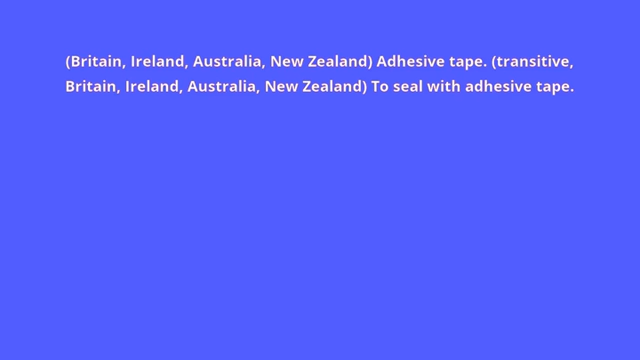 (Britain, Ireland, Australia, New Zealand) Adhesive tape. (transitive,
Britain, Ireland, Australia, New Zealand) To seal with adhesive tape.